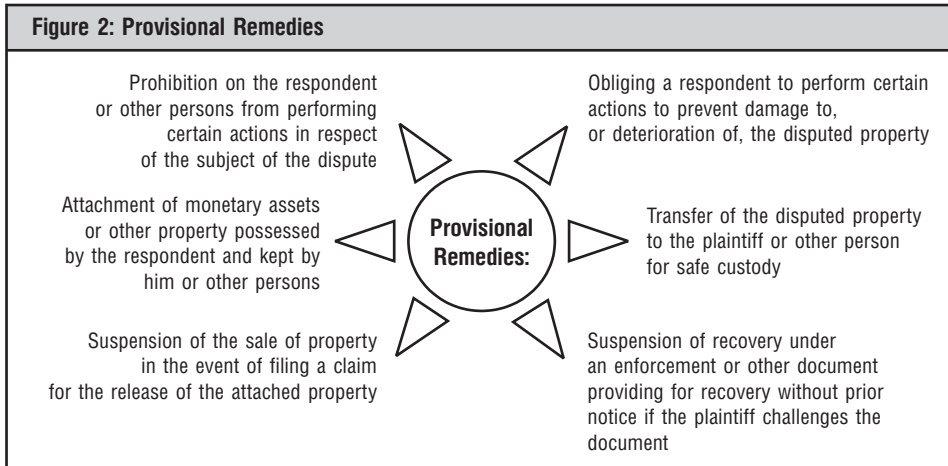 Figure 2: Provisional Remedies
Prohibition on the respondent
or other persons from performing
certain actions in respect
of the subject of the dispute
Obliging a respondent to perform certain
actions to prevent damage to,
or deterioration of, the disputed property
Attachment of monetary assets
or other property possessed
by the respondent and kept by
him or other persons
Provisional
Remedies:
Transfer of the disputed property
to the plaintiff or other person
for safe custody
Suspension of the sale of property
in the event of filing a claim
for the release of the attached property
Suspension of recovery under
an enforcement or other document
providing for recovery without prior
notice if the plaintiff challenges the
document